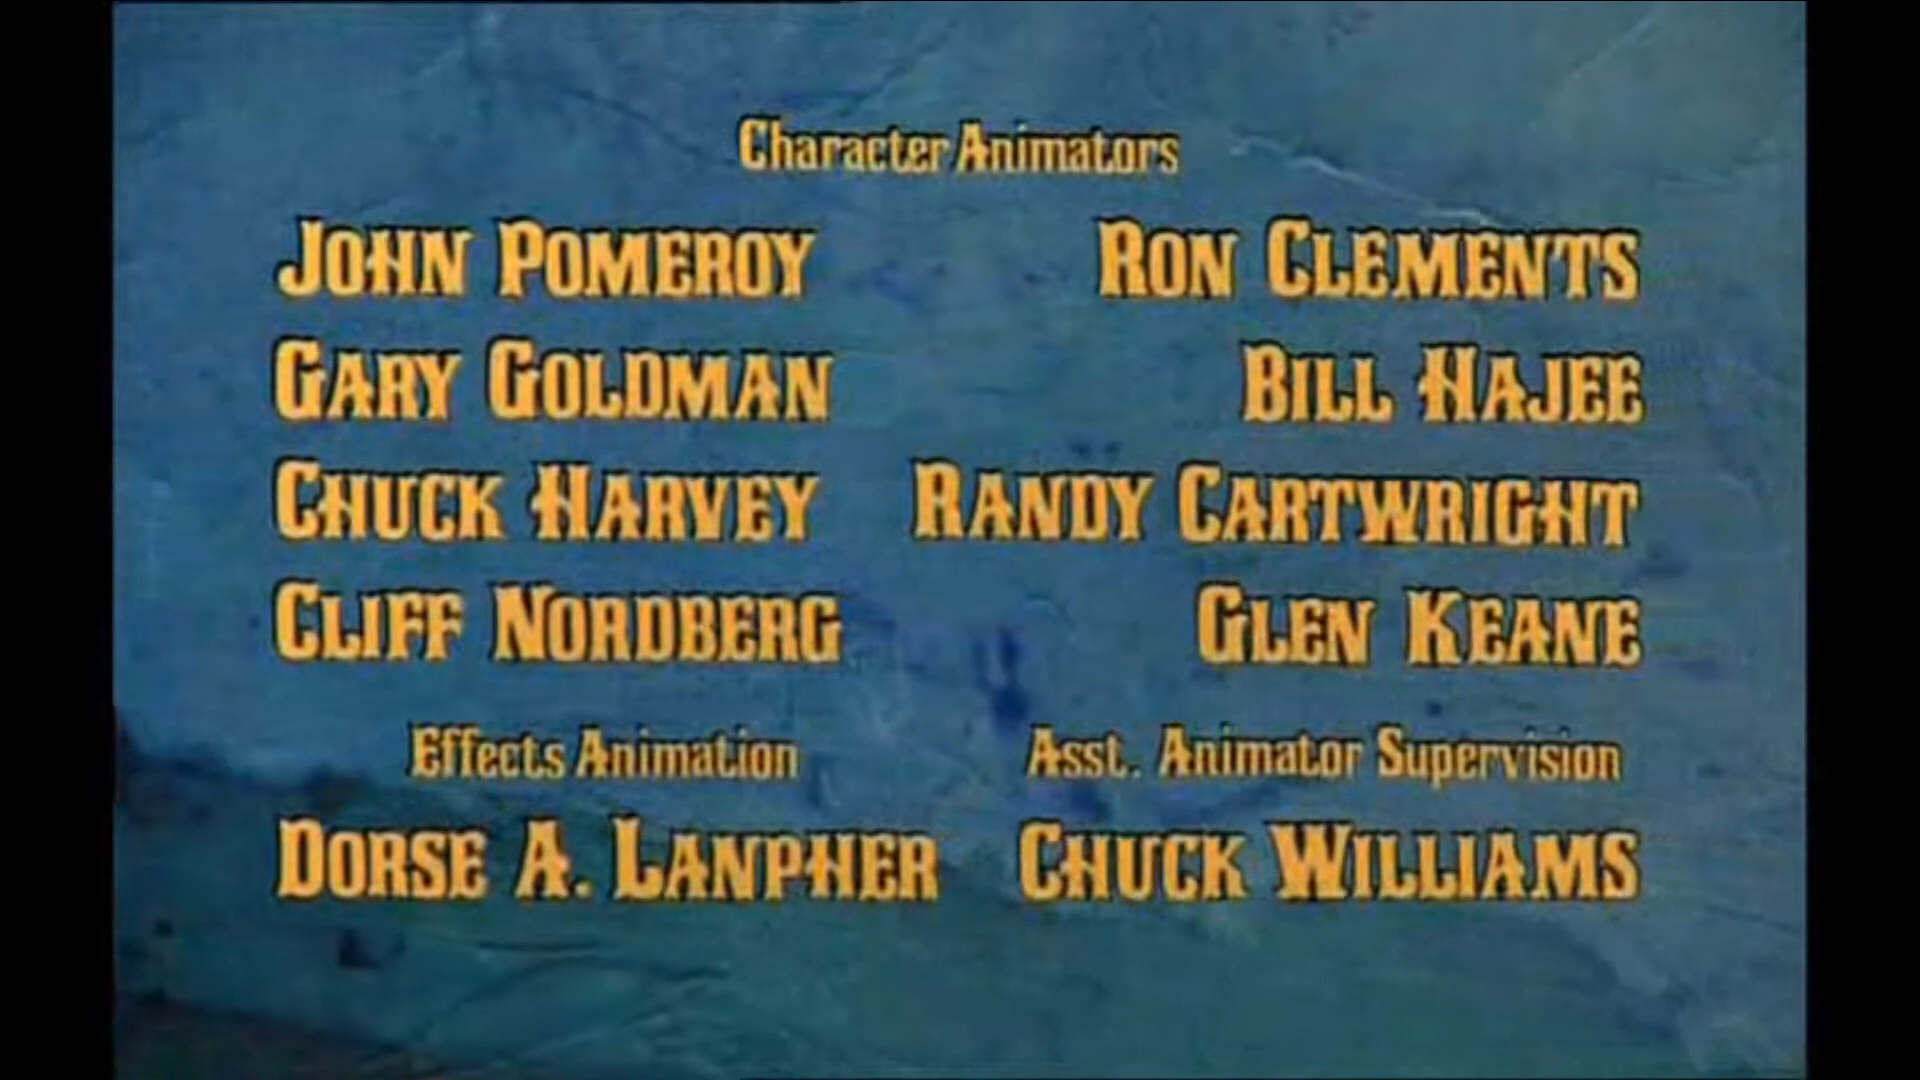 Character Animators
JOHN POMEROY RON CLEMENTS
GARY GOLDMAN BILL HAJEE
CHUCK HARVEY RANDY CARTWRIGHT
CLIFF NORDBERG GLEN KEANE
Effects Animation Asst. Animator Supervision
DORSE A. LANPHER CHUCK WILLIAMS